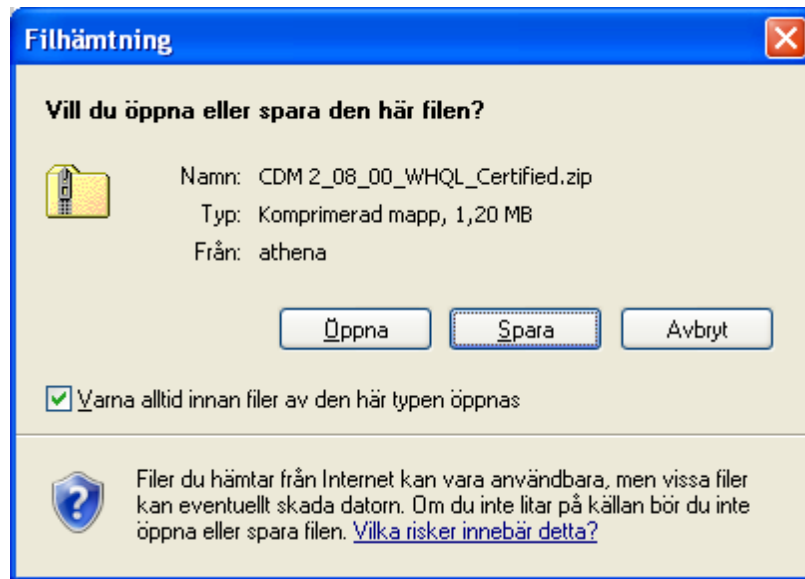 Filhämtning
Vill du öppna eller spara den här filen?
Namn: CDM 2_08_00_WHQL_Certified.zip
Typ: Komprimerad mapp, 1,20 MB
Från: athena
Öppna Spara Avbryt
Varna alltid innan filer av den här typen öppnas
Filer du hämtar från Internet kan vara användbara, men vissa filer
kan eventuellt skada datorn. Om du inte litar på källan bör du inte
öppna eller spara filen. Vilka risker innebär detta?